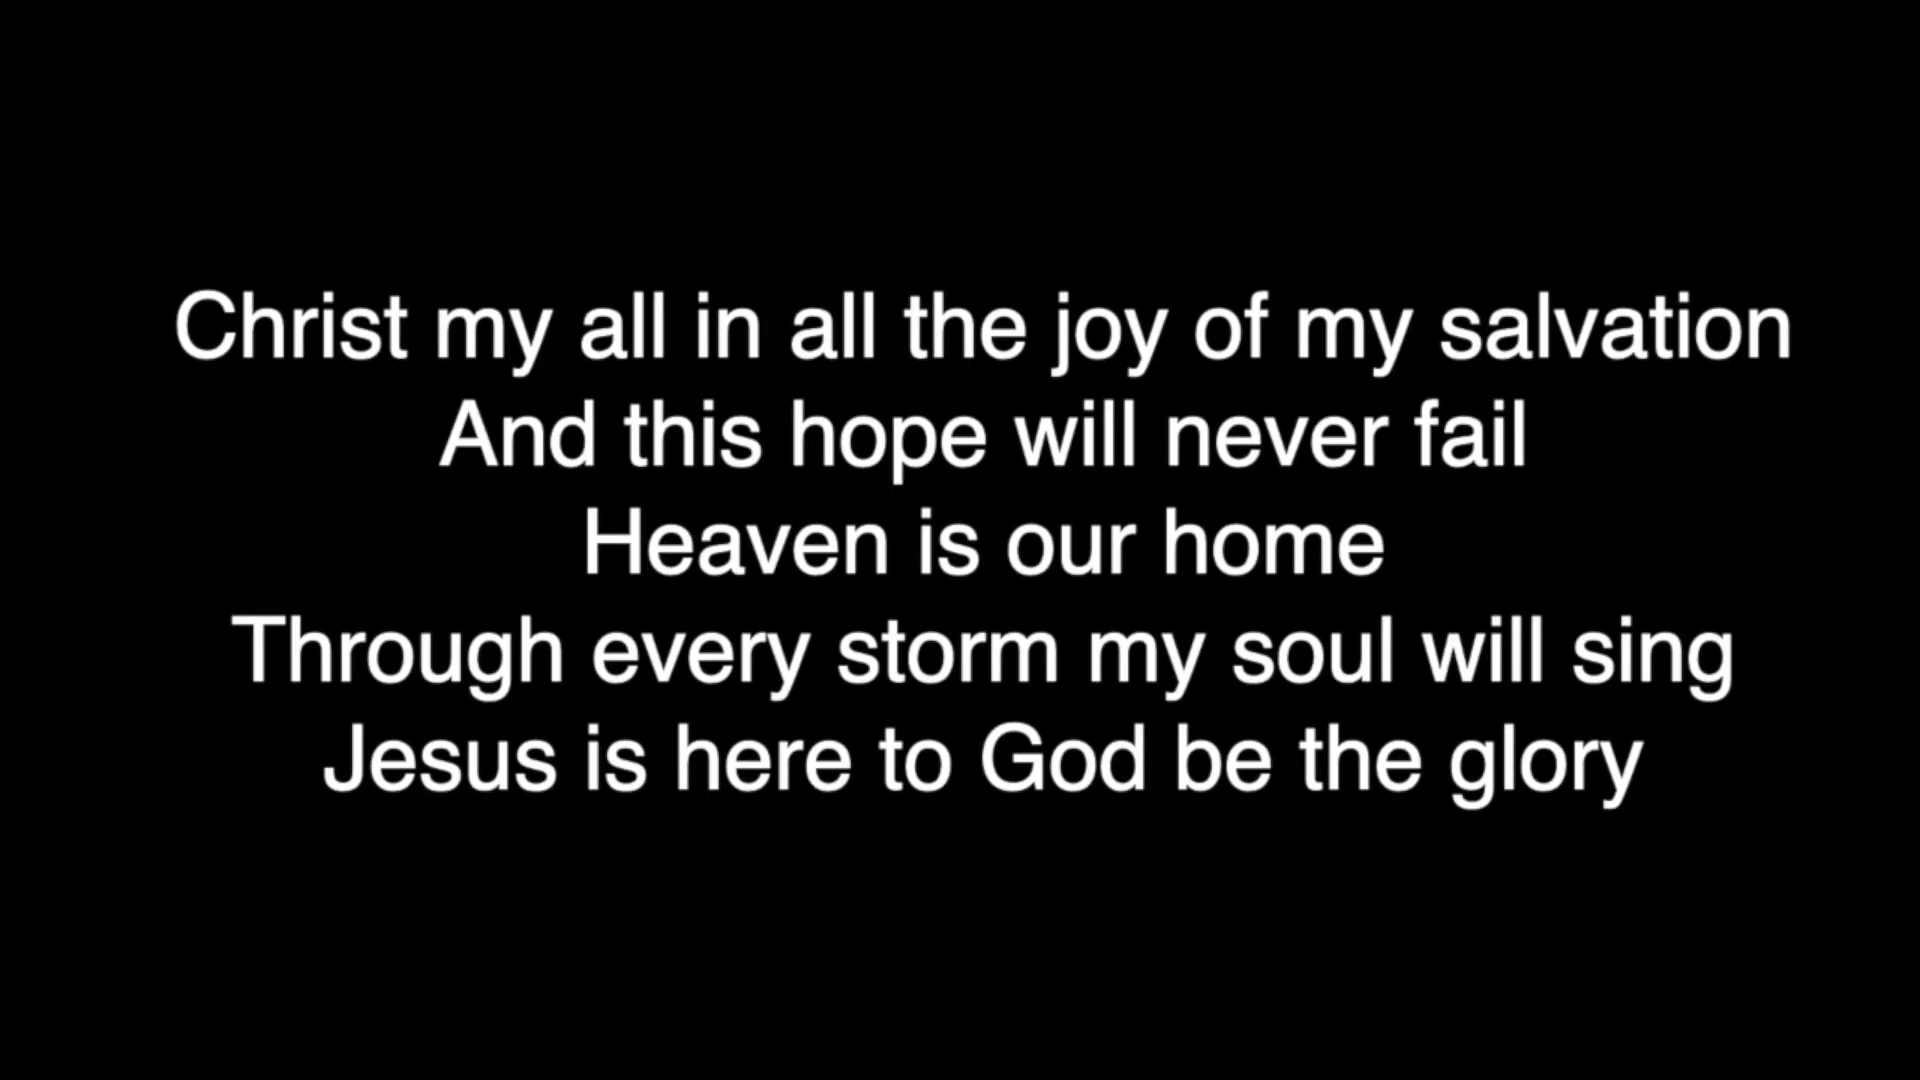 Christ my all in all the joy of my salvation
And this hope will never fail
Heaven is our home
Through every storm my soul will sing
Jesus is here to God be the glory